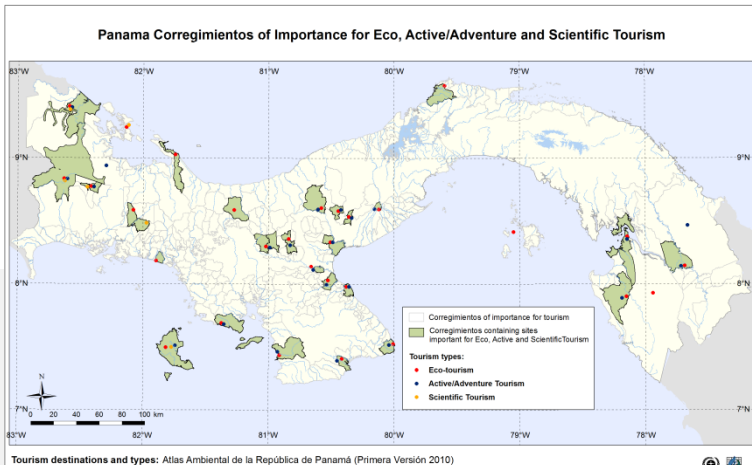 Panama Corregimientos of Importance for Eco, Active/Adventure and Scientific Tourism
83°W
82°W
81°W
80°W
79°W
78°W
9°N
9°N
8°N
8°N
7°N
7°N
Corregimientos of importance for tourism
Corregimientos containing sites
important for Eco, Active and ScientificTourism
Tourism types:
Eco-tourism
Active/Adventure Tourism
Scientific Tourism
N
0 20 40 60 80 100 km
83°W
82°W
81°W
80°W
79°W
78°W
Tourism destinations and types: Atlas Ambiental de la República de Panamá (Primera Versión 2010)